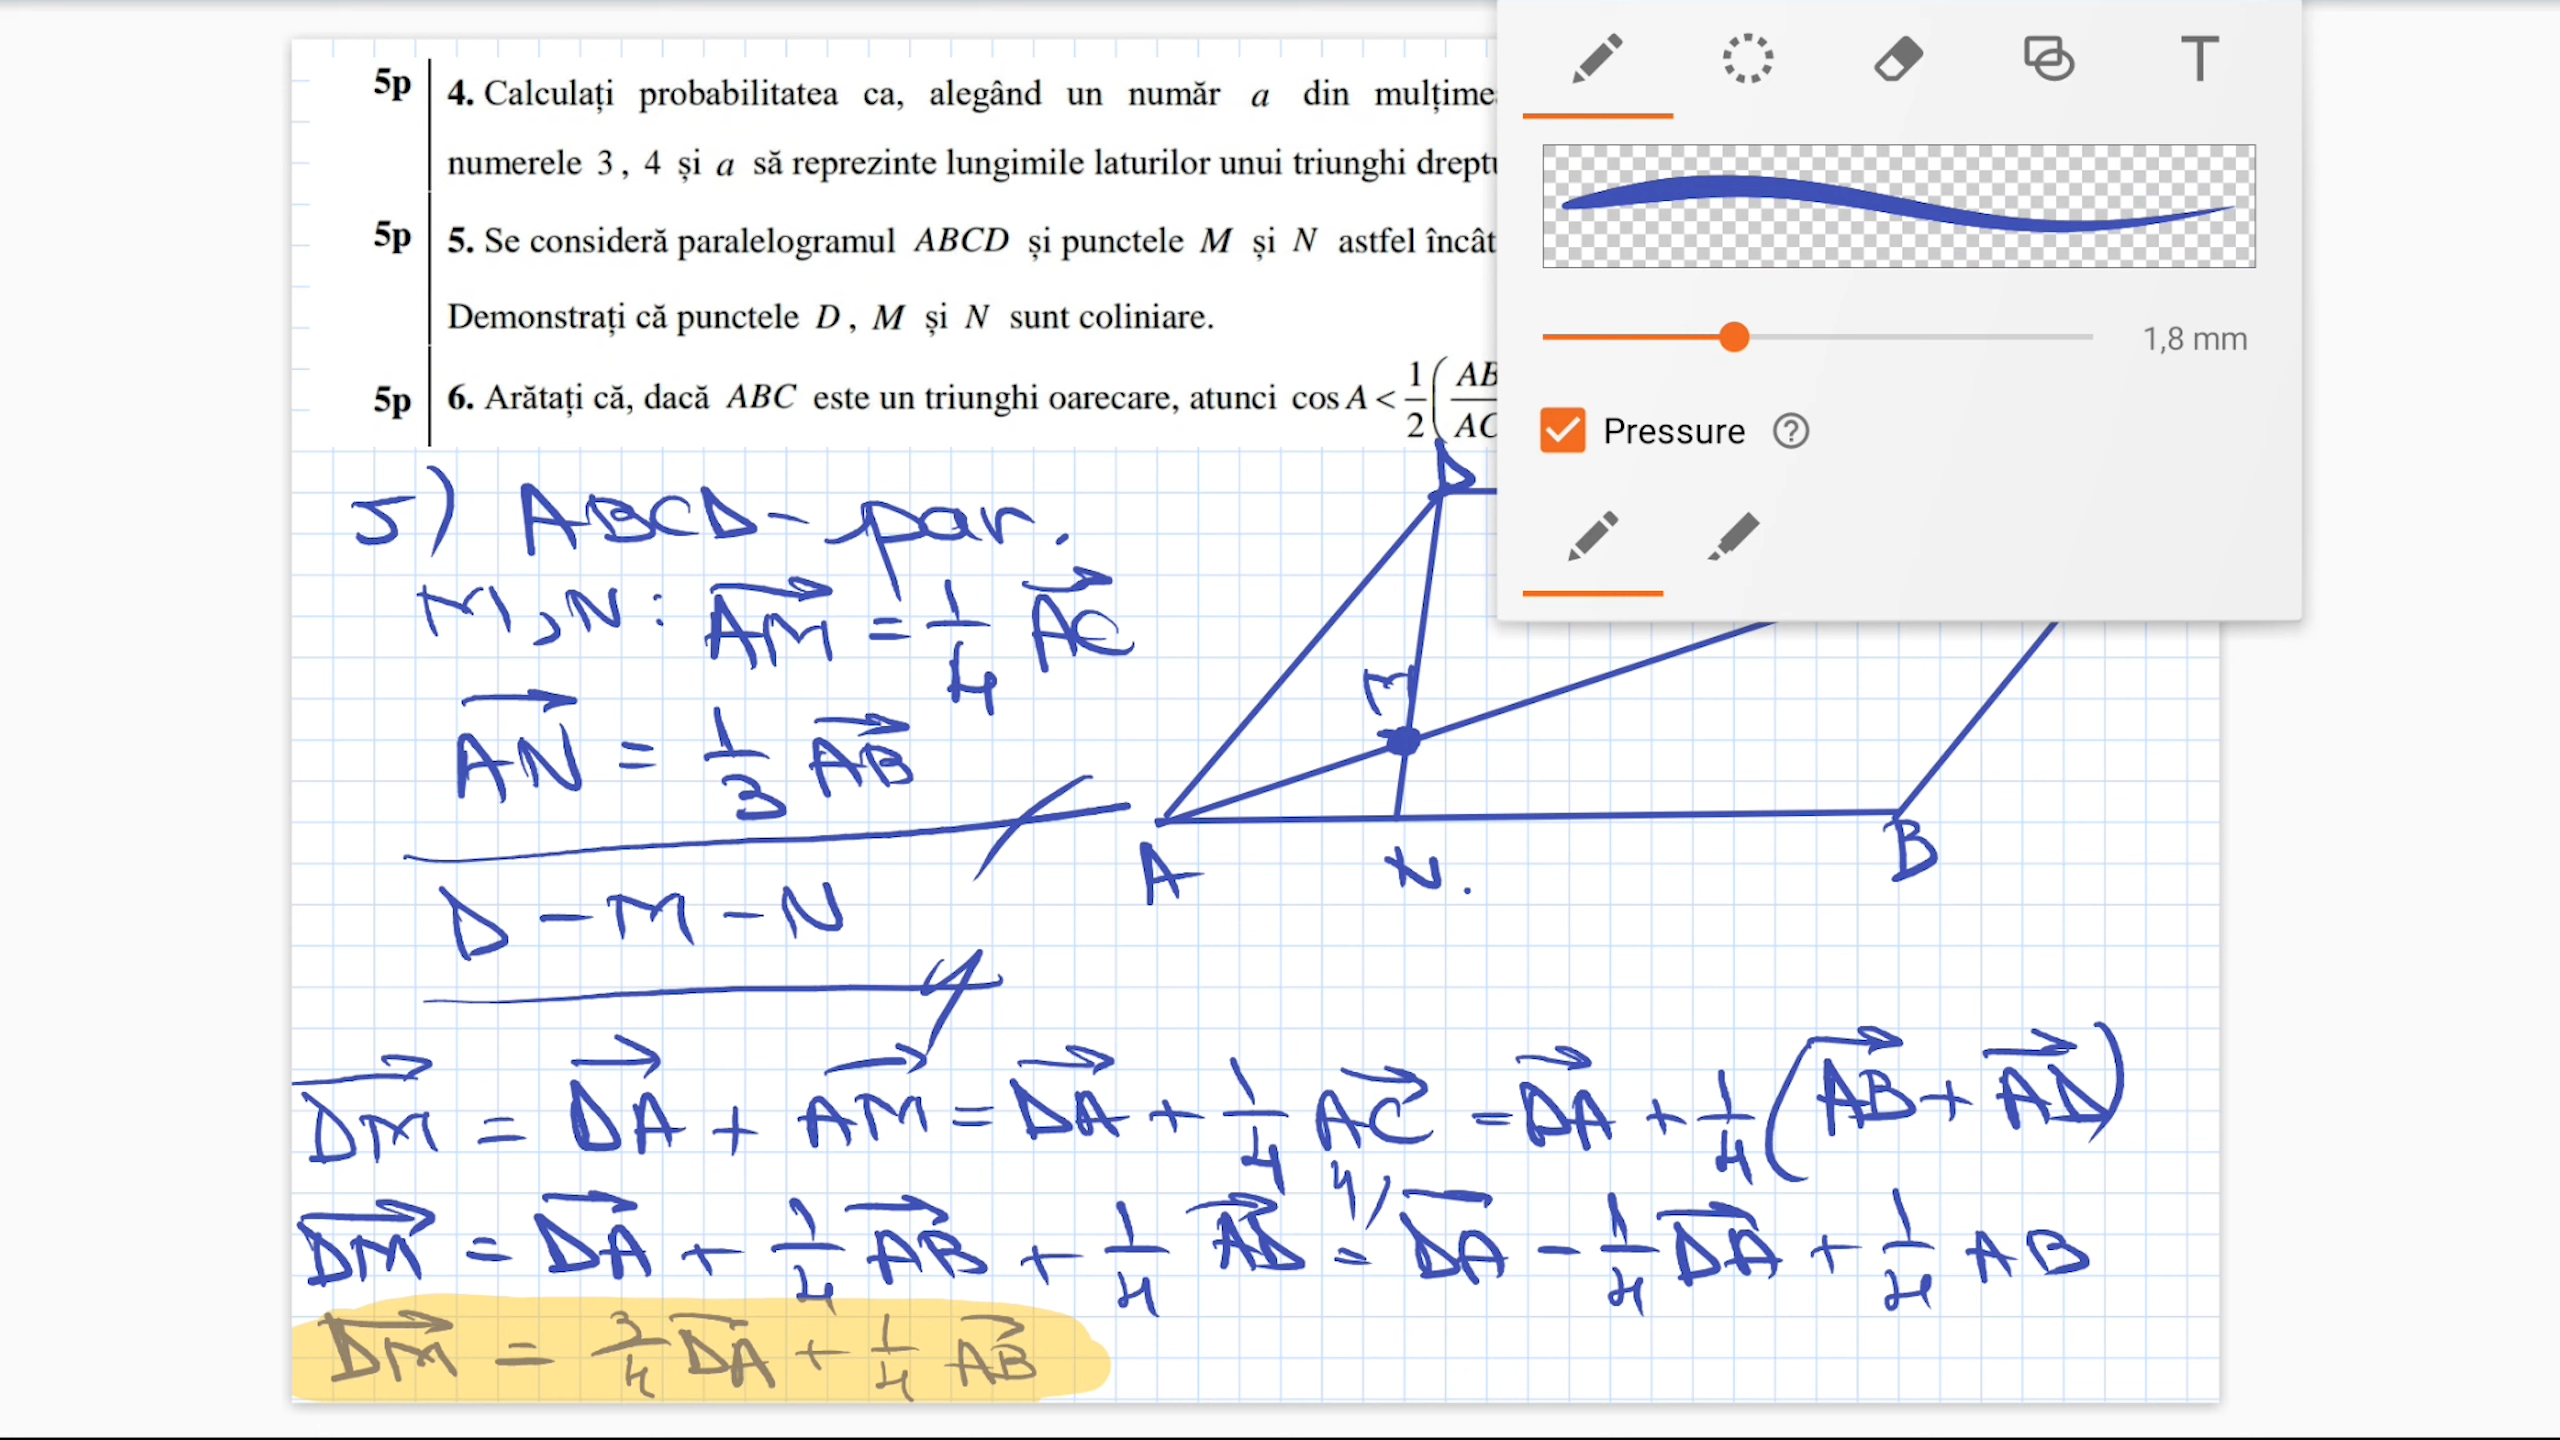 5p 4. Calculați probabilitatea ca, alegând un număr a din
numerele 3, 4 și a să reprezinte lungimile laturilor unui triunghi
5p 5. Se consideră paralelogramul ABCD și punctele M și N astfel încât
Demonstrați că punctele D, M și N sunt coliniare.
5p 6. Arătați că, dacă ABC este un triunghi oarecare, atunci cos A < 1/2 ( AB / AC
T
1,8 mm
Pressure ?
5) ABCD - par.
M, N: AM = 1/4 AC
AN = 1/3 AB
D - M - N
D
M
A N. B
DM = DA + AM = DA + 1/4 AC = DA + 1/4 (AB + AD)
DM = DA + 1/4 AB + 1/4 AD = 4/ DA - 1/4 DA + 1/4 AB
DM = 3/4 DA + 1/4 AB